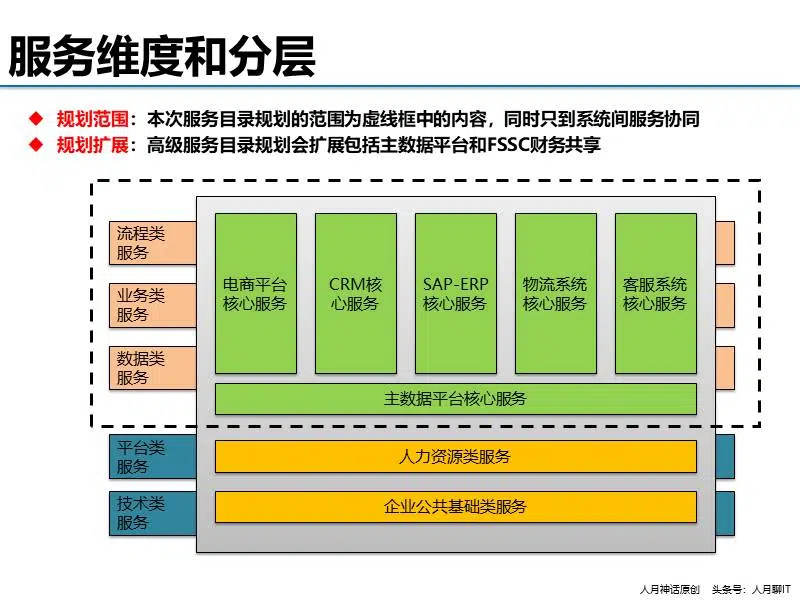 服务维度和分层
规划范围：本次服务目录规划的范围为虚线框中的内容，同时只到系统间服务协同
规划扩展：高级服务目录规划会扩展包括主数据平台和FSSC财务共享
流程类
服务
业务类
服务
数据类
服务
平台类
服务
技术类
服务
电商平台
核心服务
CRM核
心服务
SAP-ERP
核心服务
物流系统
核心服务
客服系统
核心服务
主数据平台核心服务
人力资源类服务
企业公共基础类服务
人月神话原创 头条号：人月聊IT